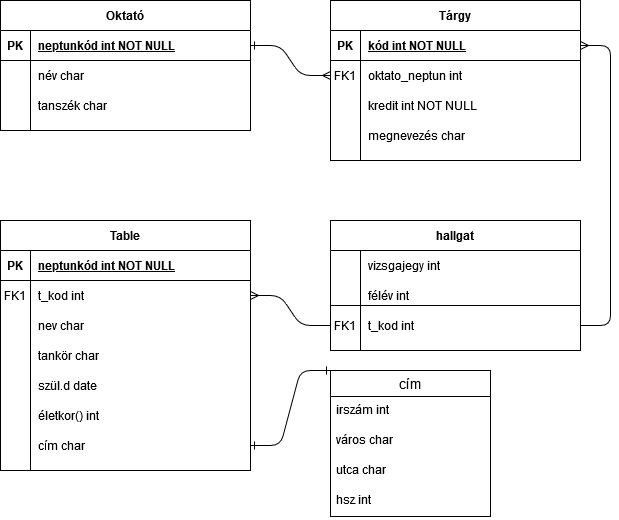 Oktató
PK neptunkód int NOT NULL
név char
tanszék char
Tárgy
PK kód int NOT NULL
FK1 oktato_neptun int
kredit int NOT NULL
megnevezés char
Table
PK neptunkód int NOT NULL
FK1 t_kod int
nev char
tankör char
szül.d date
életkor() int
cím char
hallgat
vizsgajegy int
félév int
FK1 t_kod int
cím
irszám int
város char
utca char
hsz int